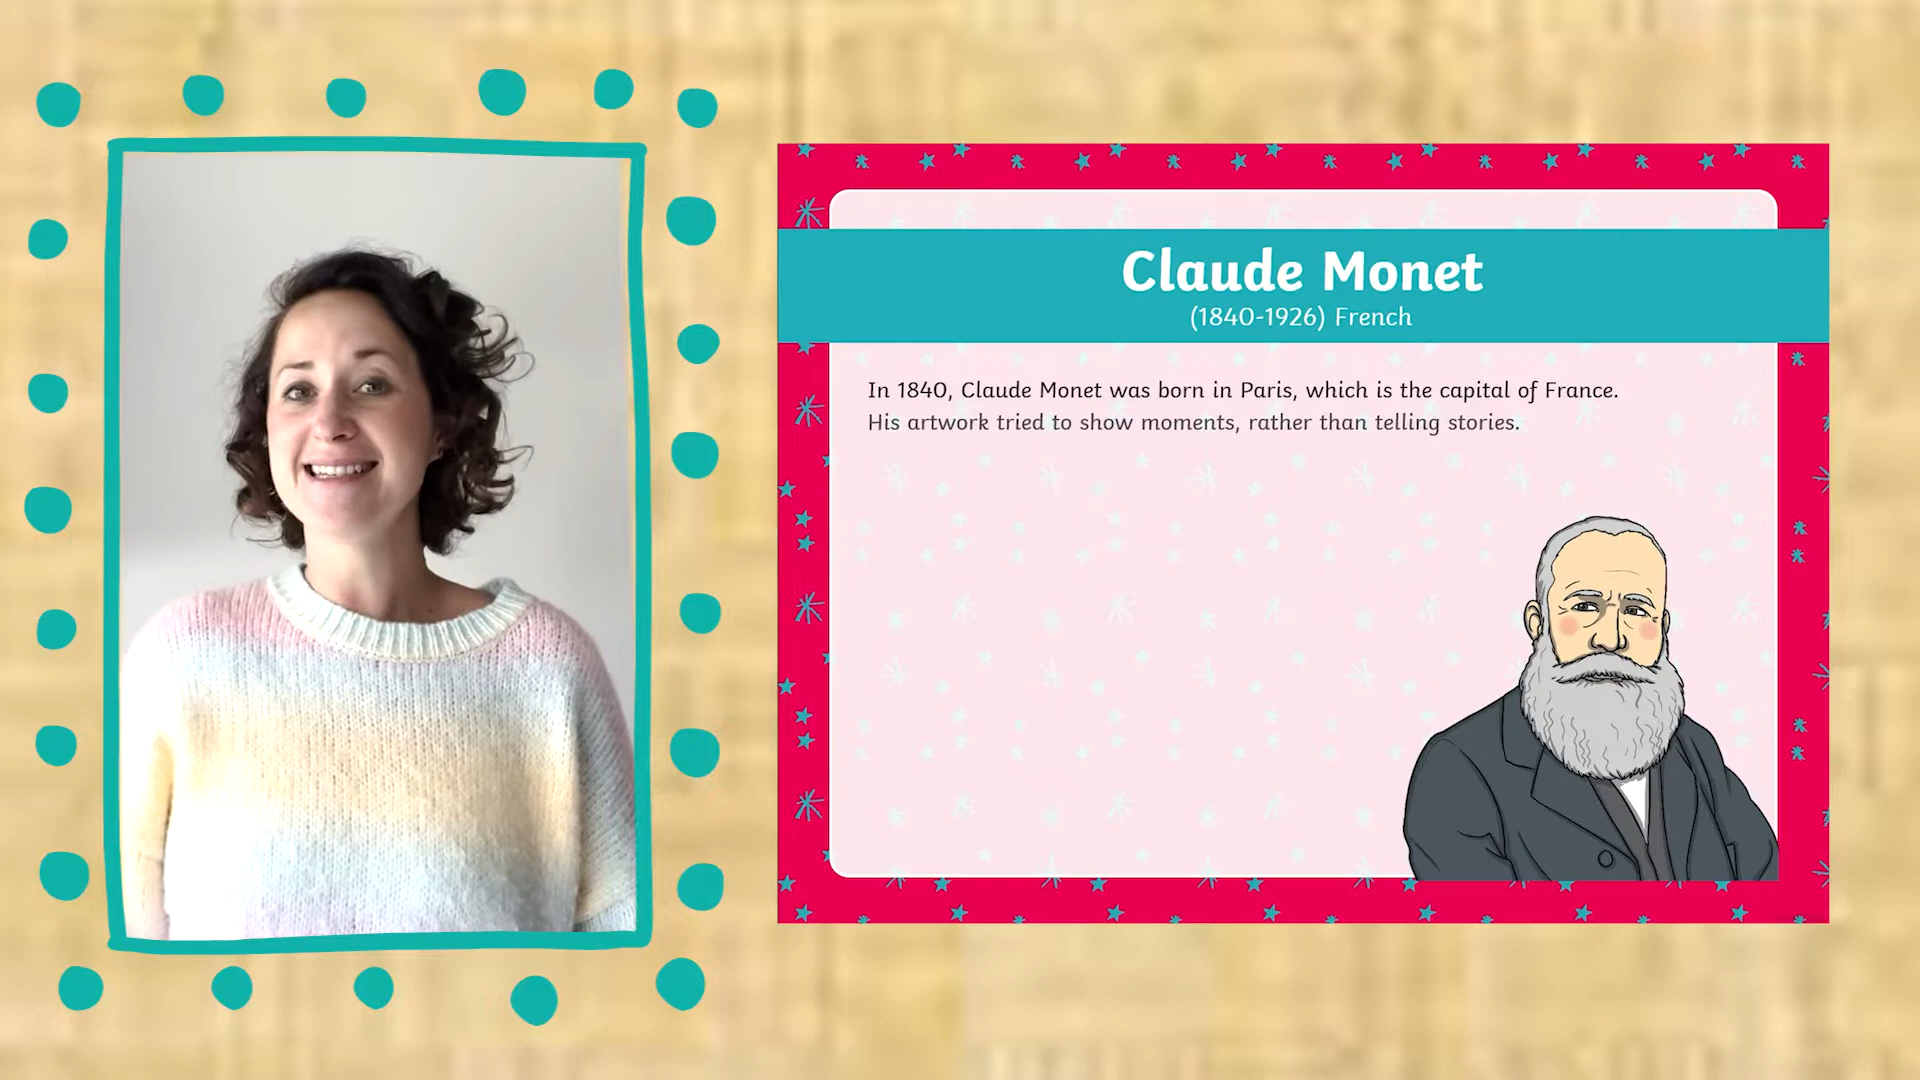 Claude Monet
(1840-1926) French
In 1840, Claude Monet was born in Paris, which is the capital of France.
His artwork tried to show moments, rather than telling stories.